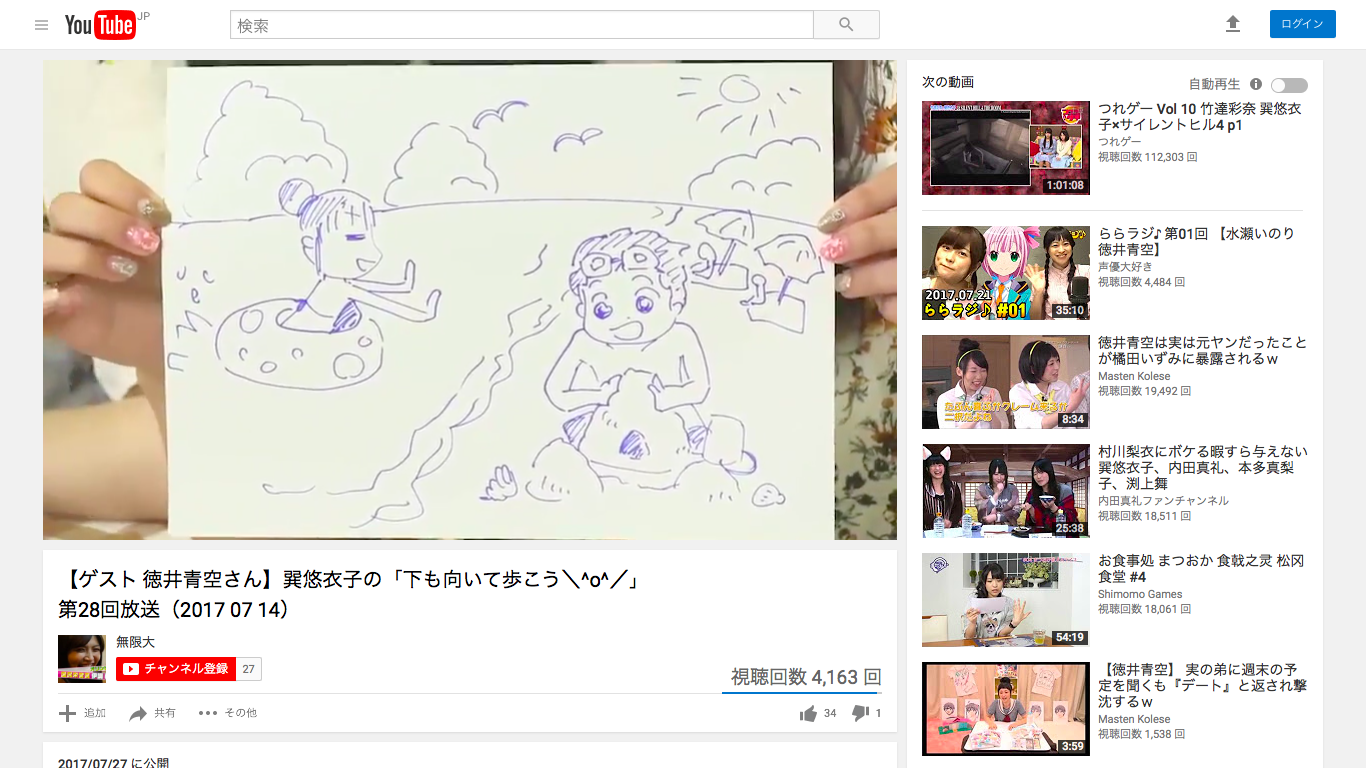 YouTube JP
検索
ログイン
【ゲスト 徳井青空さん】巽悠衣子の「下も向いて歩こう＼^o^／」
第28回放送（2017 07 14）
無限大
チャンネル登録 27
視聴回数 4,163 回
追加 共有 その他 34 1
2017/07/27 に公開
次の動画
自動再生
つれゲー Vol 10 竹達彩奈 巽悠衣
子×サイレントヒル4 p1
つれゲー
視聴回数 112,303 回
1:01:08
ららラジ♪ 第01回 【水瀬いのり
徳井青空】
声優大好き
視聴回数 4,484 回
2017.07.21
ららラジ♪ #01
35:10
徳井青空は実は元ヤンだったこと
が橘田いずみに暴露されるｗ
Masten Kolese
視聴回数 19,492 回
8:34
村川梨衣にボケる暇すら与えない
巽悠衣子、内田真礼、本多真梨
子、渕上舞
内田真礼ファンチャンネル
視聴回数 18,511 回
25:38
お食事処 まつおか 食戟之灵 松冈
食堂 #4
Shimomo Games
視聴回数 18,061 回
54:19
【徳井青空】 実の弟に週末の予
定を聞くも『デート』と返され撃
沈するｗ
Masten Kolese
視聴回数 1,538 回
3:59